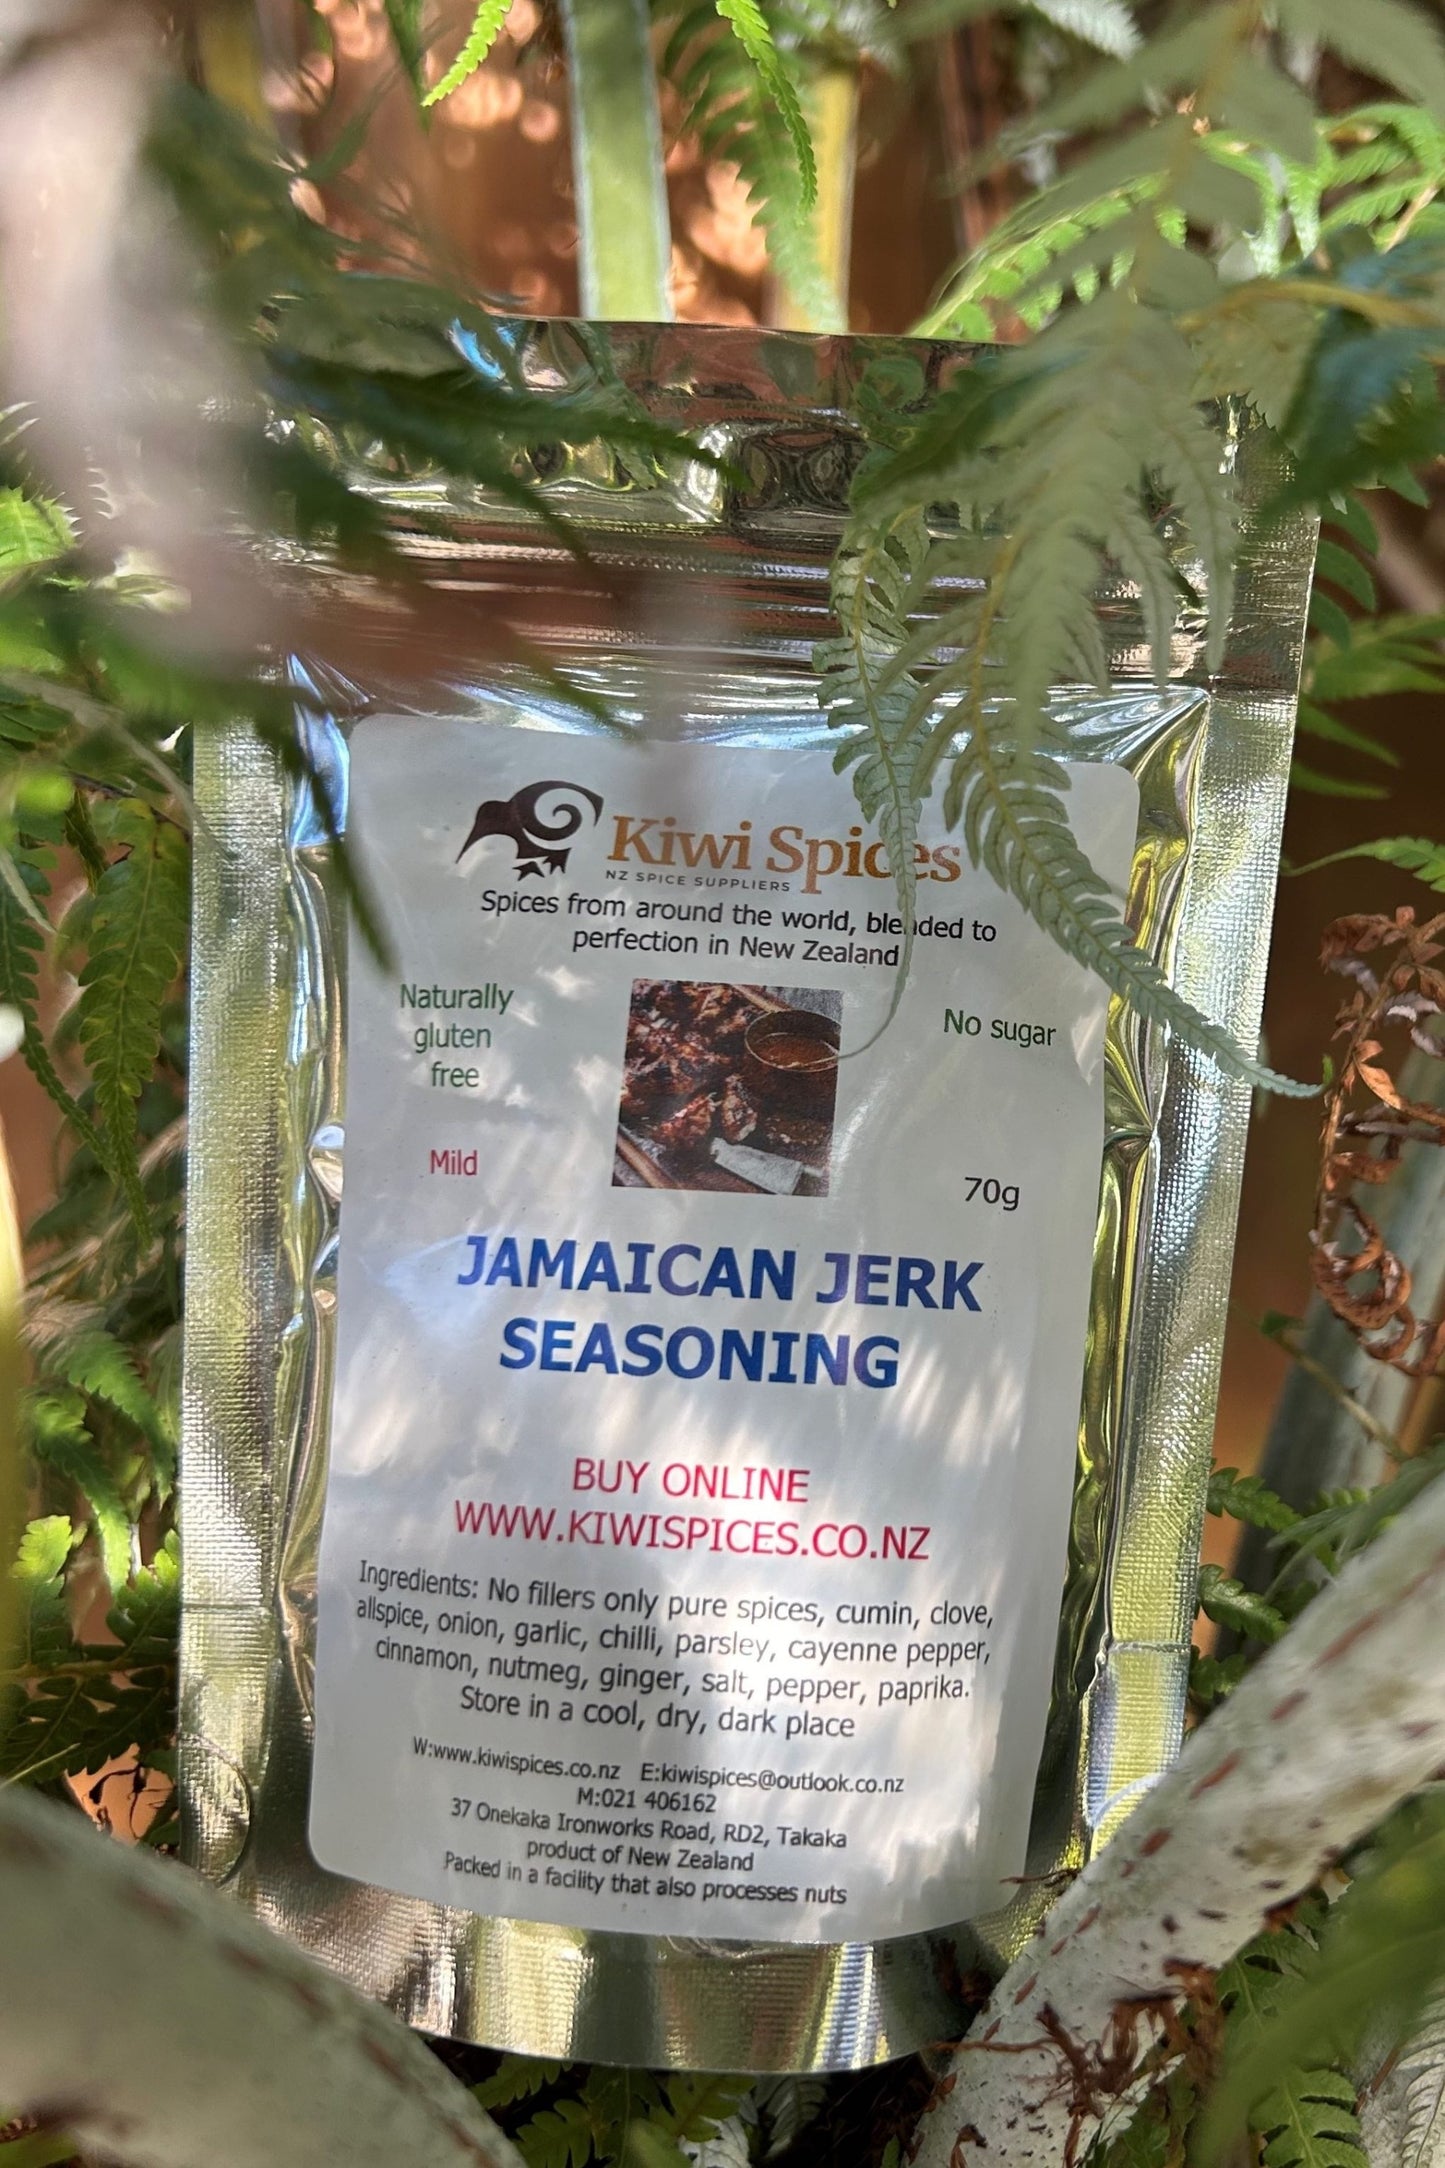 Kiwi Spices
NZ SPICE SUPPLIERS
Spices from around the world, blended to
perfection in New Zealand
Naturally
gluten
free
No sugar
Mild
70g
JAMAICAN JERK
SEASONING
BUY ONLINE
WWW.KIWISPICES.CO.NZ
Ingredients: No fillers only pure spices, cumin, clove,
allspice, onion, garlic, chilli, parsley, cayenne pepper,
cinnamon, nutmeg, ginger, salt, pepper, paprika.
Store in a cool, dry, dark place
W:www.kiwispices.co.nz E:kiwispices@outlook.co.nz
M:021 406162
37 Onekaka Ironworks Road, RD2, Takaka
product of New Zealand
Packed in a facility that also processes nuts